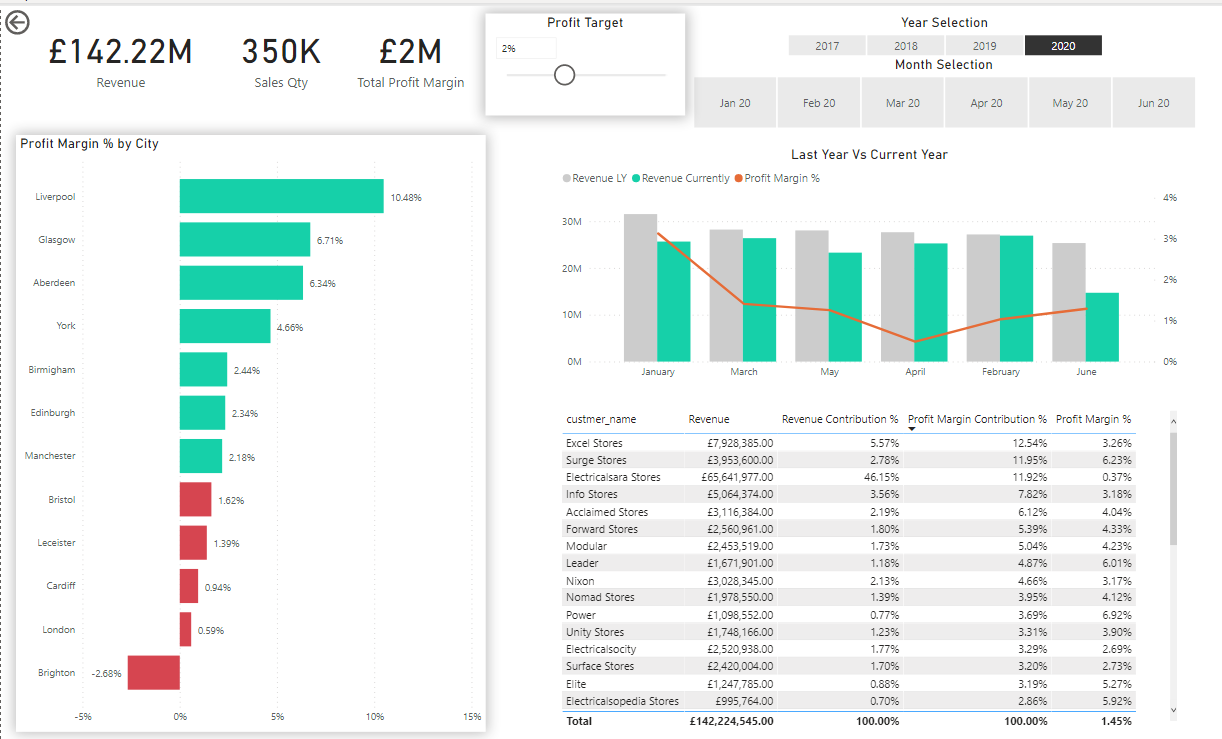 £142.22M
Revenue
350K
Sales Qty
£2M
Total Profit Margin
Profit Target
2%
Year Selection
2017 2018 2019 2020
Month Selection
Jan 20 Feb 20 Mar 20 Apr 20 May 20 Jun 20
Profit Margin % by City
Liverpool 10.48%
Glasgow 6.71%
Aberdeen 6.34%
York 4.66%
Birmigham 2.44%
Edinburgh 2.34%
Manchester 2.18%
Bristol 1.62%
Leceister 1.39%
Cardiff 0.94%
London 0.59%
Brighton -2.68%
-5% 0% 5% 10% 15%
Last Year Vs Current Year
Revenue LY Revenue Currently Profit Margin %
4%
30M
3%
20M
2%
10M
1%
0M 0%
January March May April February June
custmer_name Revenue Revenue Contribution % Profit Margin Contribution % Profit Margin %
Excel Stores £7,928,385.00 5.57% 12.54% 3.26%
Surge Stores £3,953,600.00 2.78% 11.95% 6.23%
Electricalsara Stores £65,641,977.00 46.15% 11.92% 0.37%
Info Stores £5,064,374.00 3.56% 7.82% 3.18%
Acclaimed Stores £3,116,384.00 2.19% 6.12% 4.04%
Forward Stores £2,560,961.00 1.80% 5.39% 4.33%
Modular £2,453,519.00 1.73% 5.04% 4.23%
Leader £1,671,901.00 1.18% 4.87% 6.01%
Nixon £3,028,345.00 2.13% 4.66% 3.17%
Nomad Stores £1,978,550.00 1.39% 3.95% 4.12%
Power £1,098,552.00 0.77% 3.69% 6.92%
Unity Stores £1,748,166.00 1.23% 3.31% 3.90%
Electricalsocity £2,520,938.00 1.77% 3.29% 2.69%
Surface Stores £2,420,004.00 1.70% 3.20% 2.73%
Elite £1,247,785.00 0.88% 3.19% 5.27%
Electricalsopedia Stores £995,764.00 0.70% 2.86% 5.92%
Total £142,224,545.00 100.00% 100.00% 1.45%